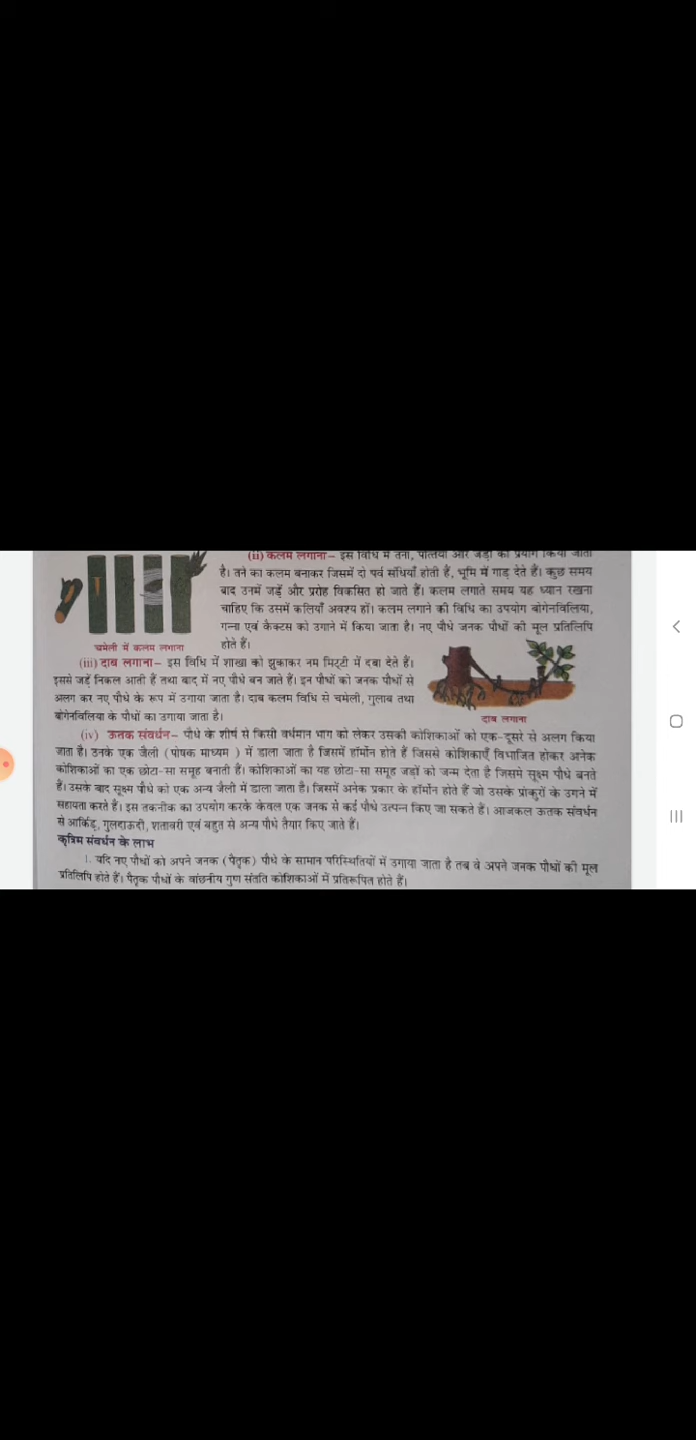 (ii) कलम लगाना– इस विधि में तना, पत्तियों और जड़ों का प्रयोग किया जाता
है। तने का कलम बनाकर जिसमें दो पर्व संधियाँ होती हैं, भूमि में गाड़ देते हैं। कुछ समय
बाद उनमें जड़ें और प्ररोह विकसित हो जाते हैं। कलम लगाते समय यह ध्यान रखना
चाहिए कि उसमें कलियाँ अवश्य हों। कलम लगाने की विधि का उपयोग बोगेनविलिया,
गन्ना एवं कैक्टस को उगाने में किया जाता है। नए पौधे जनक पौधों की मूल प्रतिलिपि
होते हैं।
चमेली में कलम लगाना
(iii) दाब लगाना– इस विधि में शाखा को झुकाकर नम मिट्टी में दबा देते हैं।
इससे जड़ें निकल आती हैं तथा बाद में नए पौधे बन जाते हैं। इन पौधों को जनक पौधों से
अलग कर नए पौधे के रूप में उगाया जाता है। दाब कलम विधि से चमेली, गुलाब तथा
बोगेनविलिया के पौधों का उगाया जाता है।
दाब लगाना
(iv) ऊतक संवर्धन– पौधे के शीर्ष से किसी वर्धमान भाग को लेकर उसकी कोशिकाओं को एक-दूसरे से अलग किया
जाता है। उनके एक जैली (पोषक माध्यम ) में डाला जाता है जिसमें हॉर्मोन होते हैं जिससे कोशिकाएँ विभाजित होकर अनेक
कोशिकाओं का एक छोटा-सा समूह बनाती हैं। कोशिकाओं का यह छोटा-सा समूह जड़ों को जन्म देता है जिसमे सूक्ष्म पौधे बनते
हैं। उसके बाद सूक्ष्म पौधे को एक अन्य जैली में डाला जाता है। जिसमें अनेक प्रकार के हॉर्मोन होते हैं जो उसके प्रांकुरों के उगने में
सहायता करते हैं। इस तकनीक का उपयोग करके केवल एक जनक से कई पौधे उत्पन्न किए जा सकते हैं। आजकल ऊतक संवर्धन
से आर्किड, गुलदाऊदी, शतावरी एवं बहुत से अन्य पौधे तैयार किए जाते हैं।
कृत्रिम संवर्धन के लाभ
1. यदि नए पौधों को अपने जनक (पैतृक) पौधे के सामान परिस्थितियों में उगाया जाता है तब वे अपने जनक पौधों की मूल
प्रतिलिपि होते हैं। पैतृक पौधों के वांछनीय गुण संतति कोशिकाओं में प्रतिरूपित होते हैं।